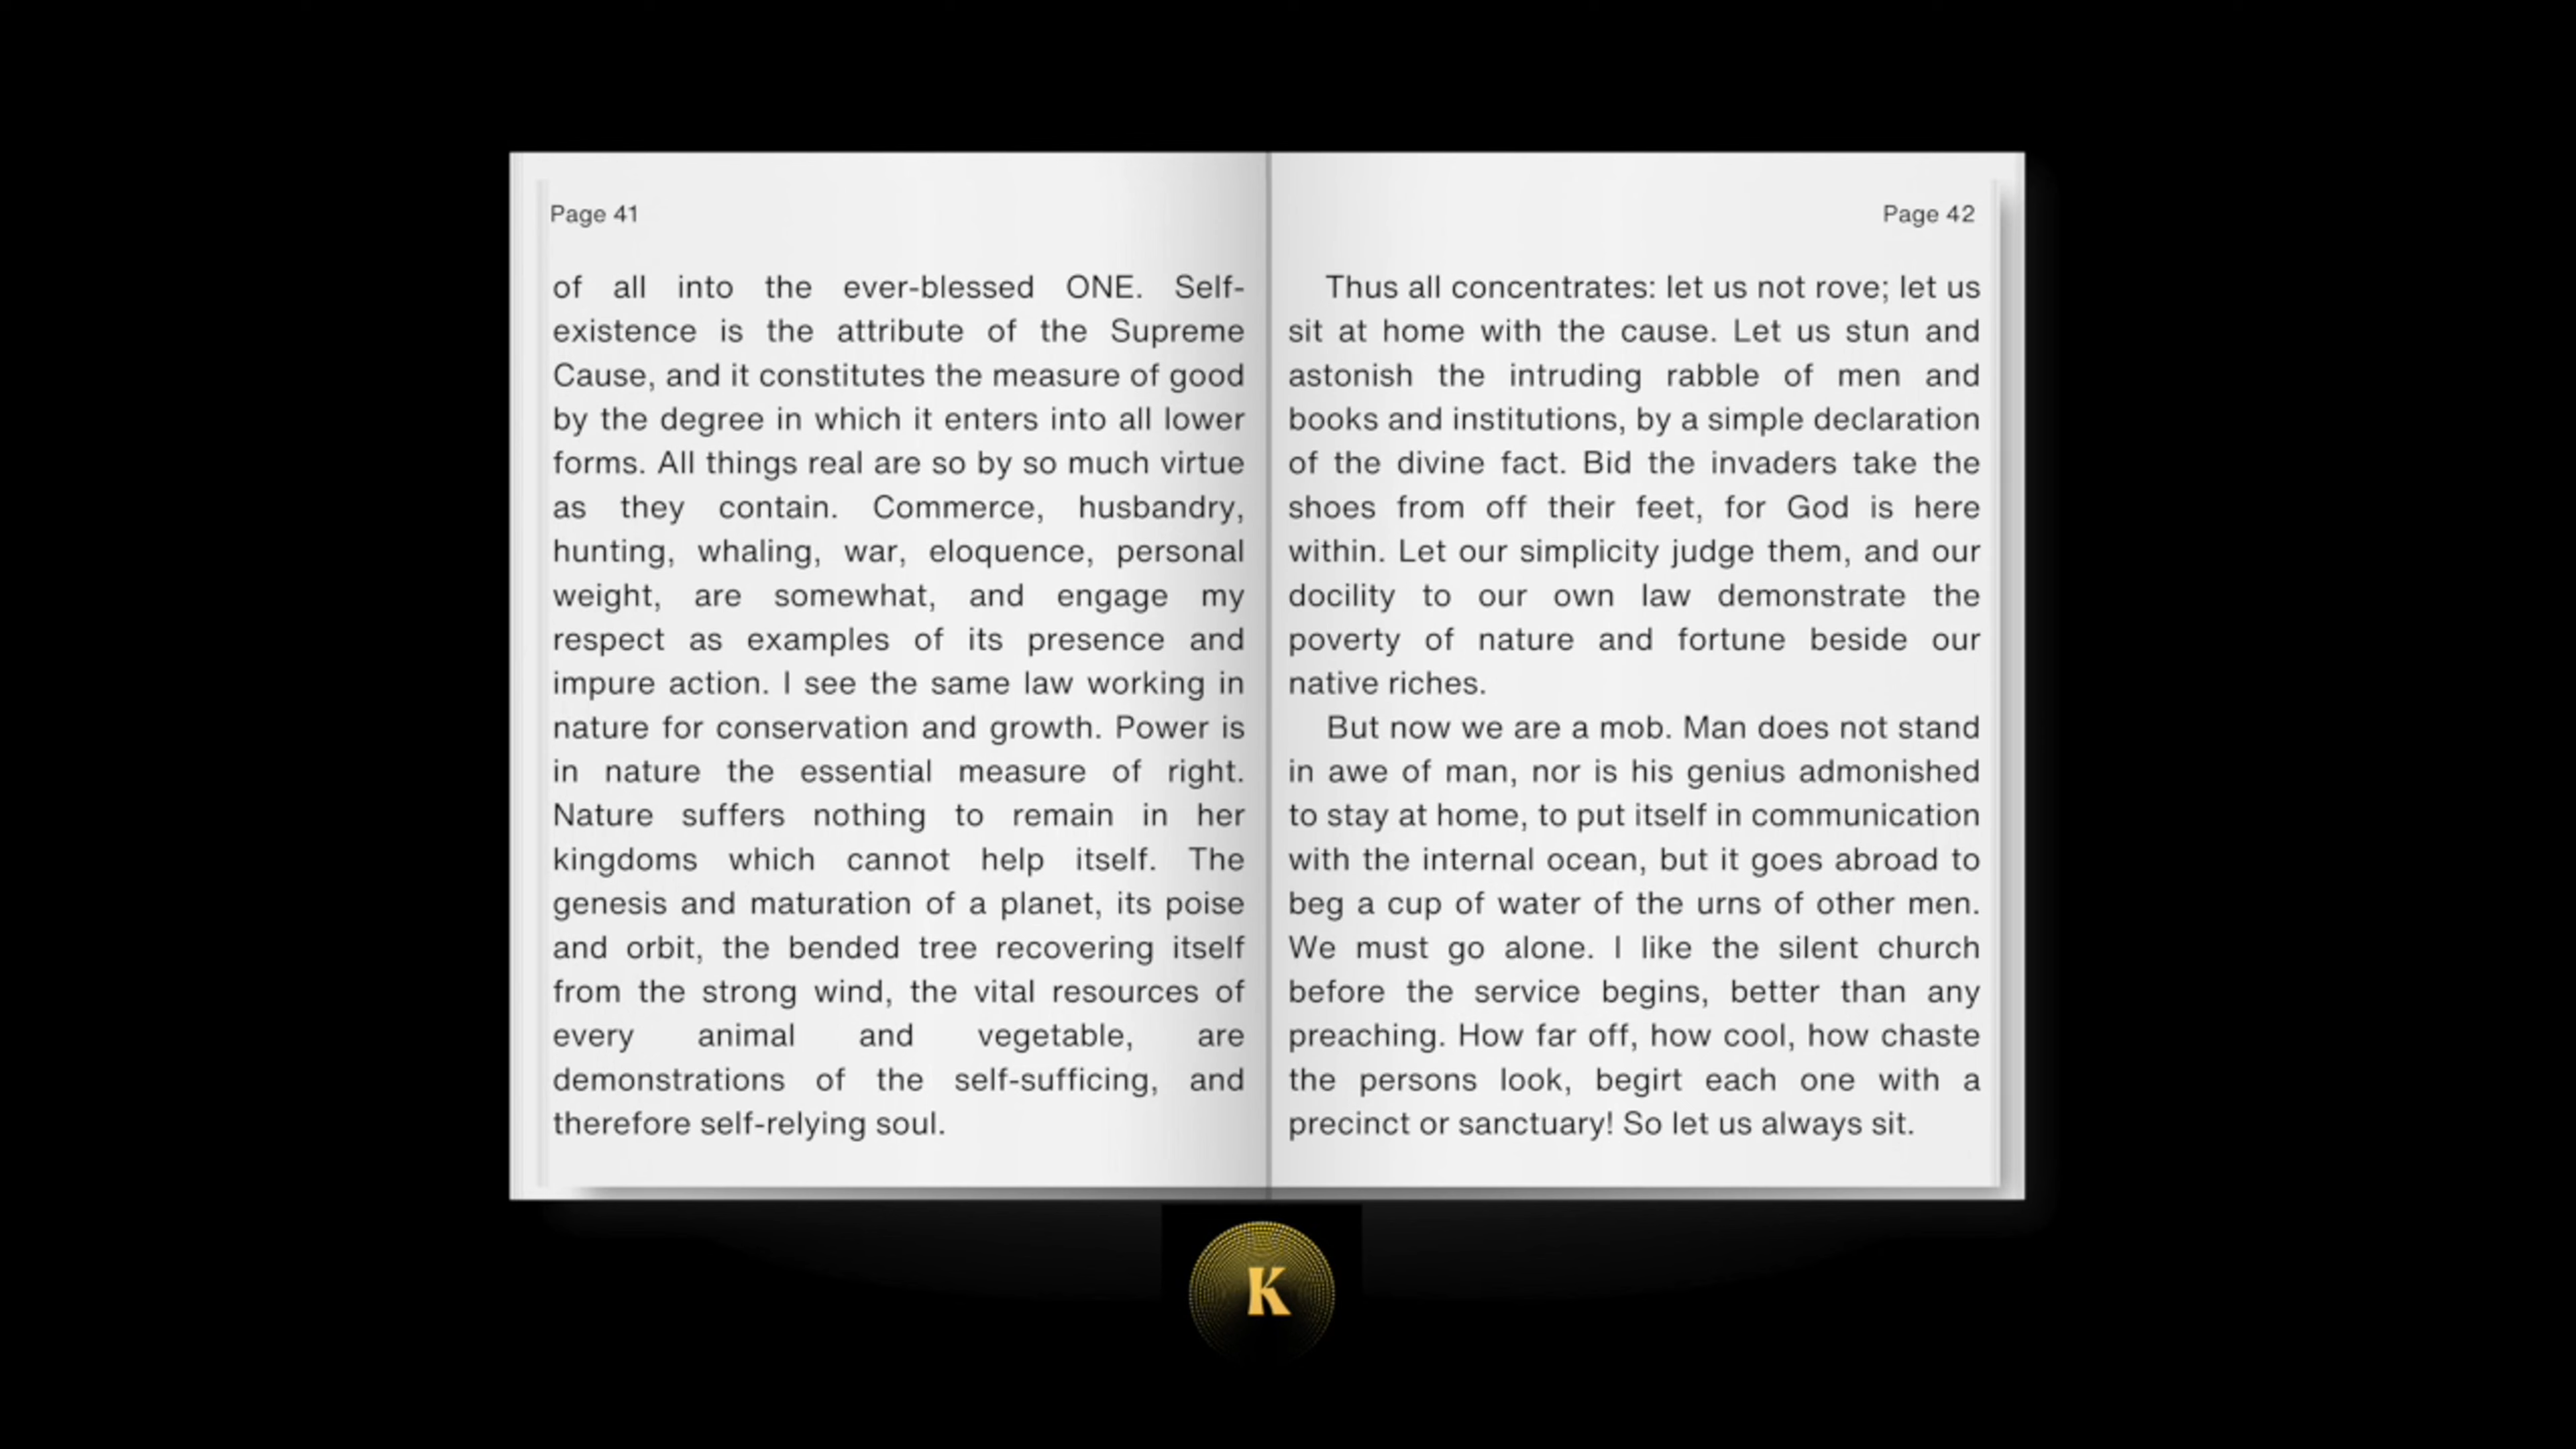 Page 41
of all into the ever-blessed ONE. Self-
existence is the attribute of the Supreme
Cause, and it constitutes the measure of good
by the degree in which it enters into all lower
forms. All things real are so by so much virtue
as they contain. Commerce, husbandry,
hunting, whaling, war, eloquence, personal
weight, are somewhat, and engage my
respect as examples of its presence and
impure action. I see the same law working in
nature for conservation and growth. Power is
in nature the essential measure of right.
Nature suffers nothing to remain in her
kingdoms which cannot help itself. The
genesis and maturation of a planet, its poise
and orbit, the bended tree recovering itself
from the strong wind, the vital resources of
every animal and vegetable, are
demonstrations of the self-sufficing, and
therefore self-relying soul.
Page 42
Thus all concentrates: let us not rove; let us
sit at home with the cause. Let us stun and
astonish the intruding rabble of men and
books and institutions, by a simple declaration
of the divine fact. Bid the invaders take the
shoes from off their feet, for God is here
within. Let our simplicity judge them, and our
docility to our own law demonstrate the
poverty of nature and fortune beside our
native riches.
But now we are a mob. Man does not stand
in awe of man, nor is his genius admonished
to stay at home, to put itself in communication
with the internal ocean, but it goes abroad to
beg a cup of water of the urns of other men.
We must go alone. I like the silent church
before the service begins, better than any
preaching. How far off, how cool, how chaste
the persons look, begirt each one with a
precinct or sanctuary! So let us always sit.
K